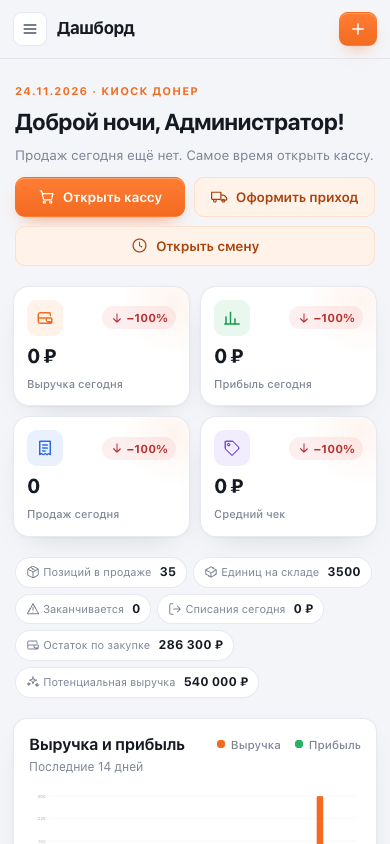 Дашборд
24.11.2026 · КИОСК ДОНЕР
Доброй ночи, Администратор!
Продаж сегодня ещё нет. Самое время открыть кассу.
Открыть кассу
Оформить приход
Открыть смену
−100%
0 ₽
Выручка сегодня
−100%
0 ₽
Прибыль сегодня
−100%
0
Продаж сегодня
−100%
0 ₽
Средний чек
Позиций в продаже 35
Единиц на складе 3500
Заканчивается 0
Списания сегодня 0 ₽
Остаток по закупке 286 300 ₽
Потенциальная выручка 540 000 ₽
Выручка и прибыль
Выручка
Прибыль
Последние 14 дней